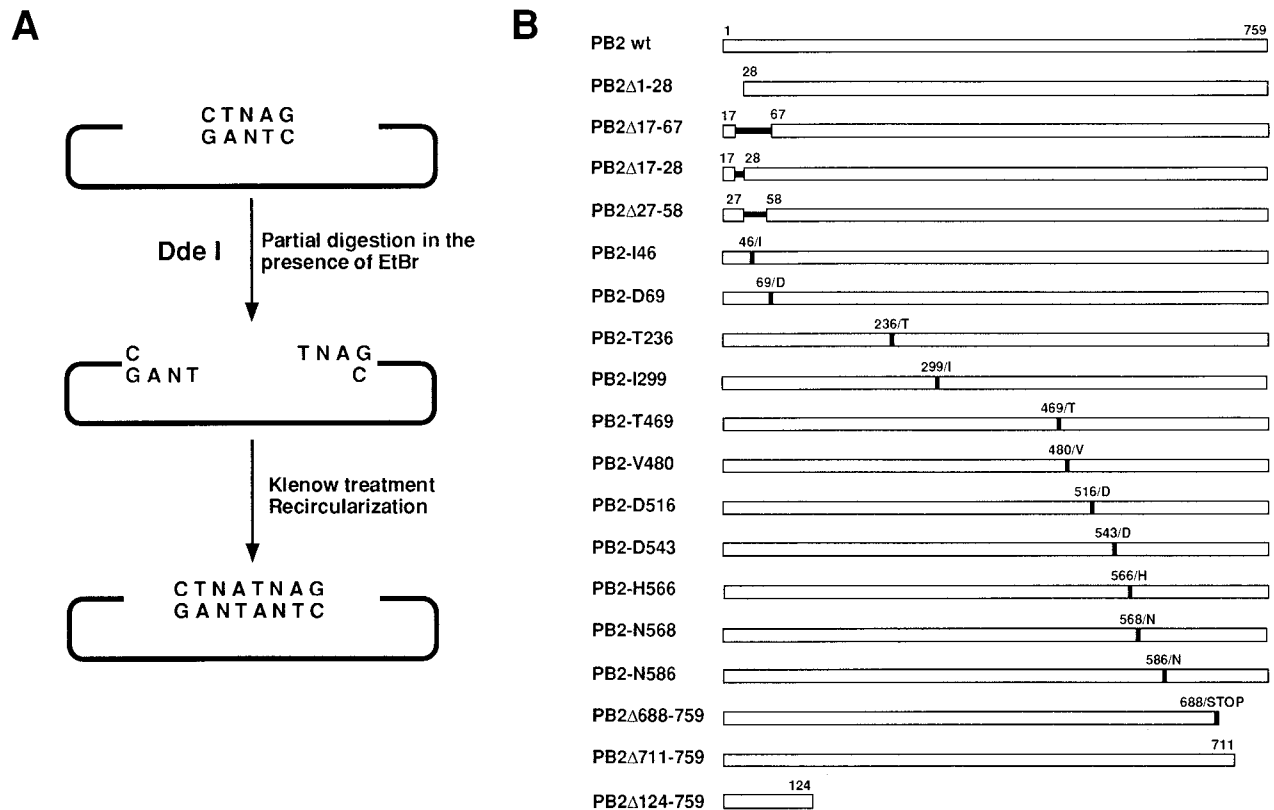 A
CTNAG
GANTC
Dde I
Partial digestion in the
presence of EtBr
C
GANT
TNAG
C
Klenow treatment
Recircularization
CTNATNAG
GANTANTC
B
PB2 wt
1
759
PB2Δ1-28
28
PB2Δ17-67
17
67
PB2Δ17-28
17
28
PB2Δ27-58
27
58
PB2-I46
46/I
PB2-D69
69/D
PB2-T236
236/T
PB2-I299
299/I
PB2-T469
469/T
PB2-V480
480/V
PB2-D516
516/D
PB2-D543
543/D
PB2-H566
566/H
PB2-N568
568/N
PB2-N586
586/N
PB2Δ688-759
688/STOP
PB2Δ711-759
711
PB2Δ124-759
124